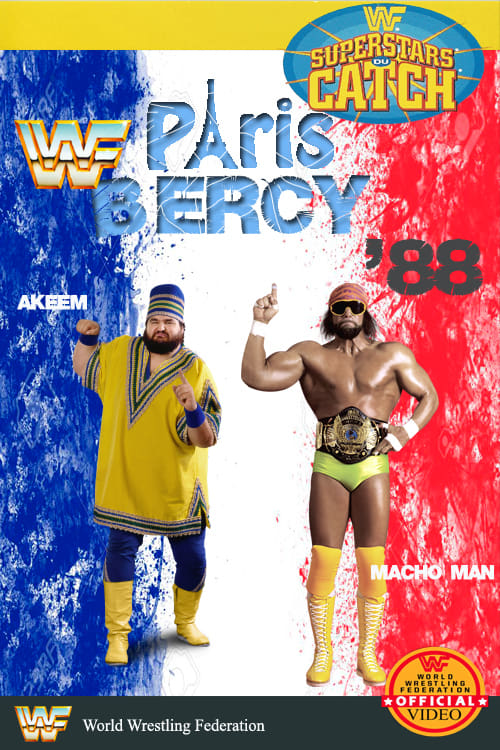 WF
SUPERSTARS
DU
CATCH
WF
PAris
BERCY
'88
AKEEM
MACHO MAN
WF
WORLD
WRESTLING
FEDERATION
OFFICIAL
VIDEO
WF
World Wrestling Federation